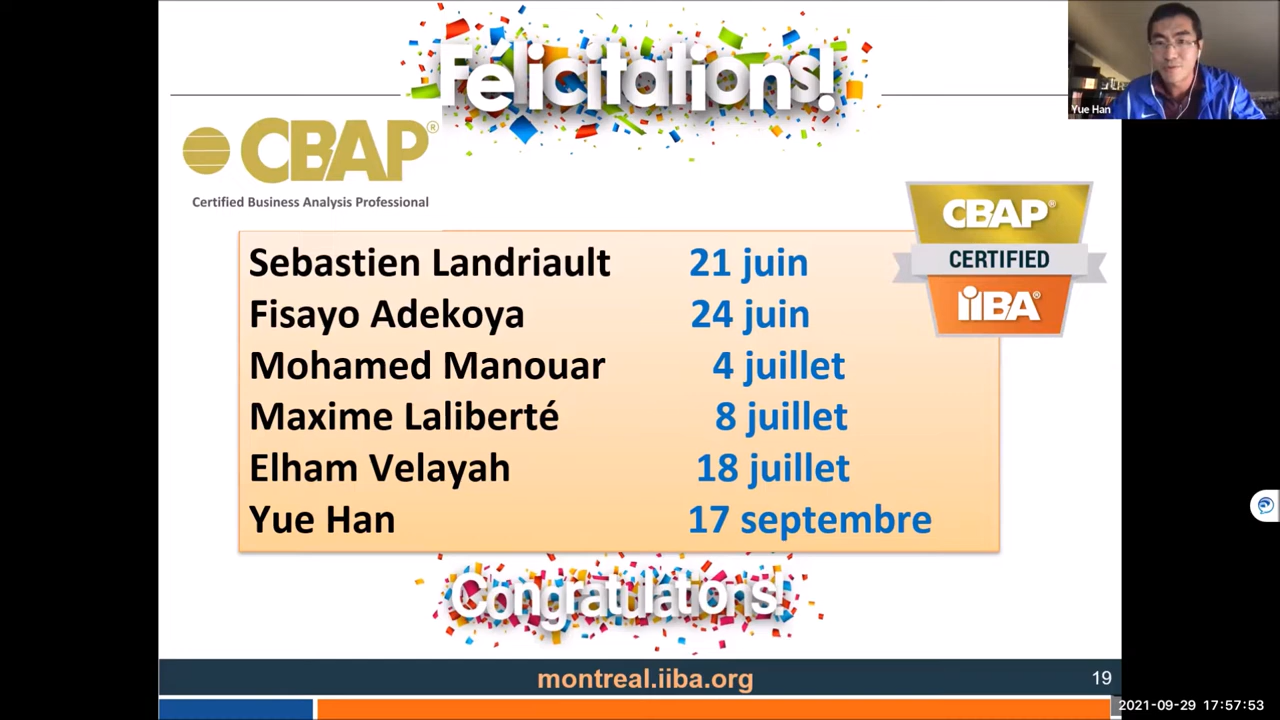 Félicitations!
Yue Han
CBAP®
Certified Business Analysis Professional
CBAP®
CERTIFIED
iiBA®
Sebastien Landriault 21 juin
Fisayo Adekoya 24 juin
Mohamed Manouar 4 juillet
Maxime Laliberté 8 juillet
Elham Velayah 18 juillet
Yue Han 17 septembre
Congratulations!
montreal.iiba.org
19
2021-09-29 17:57:53